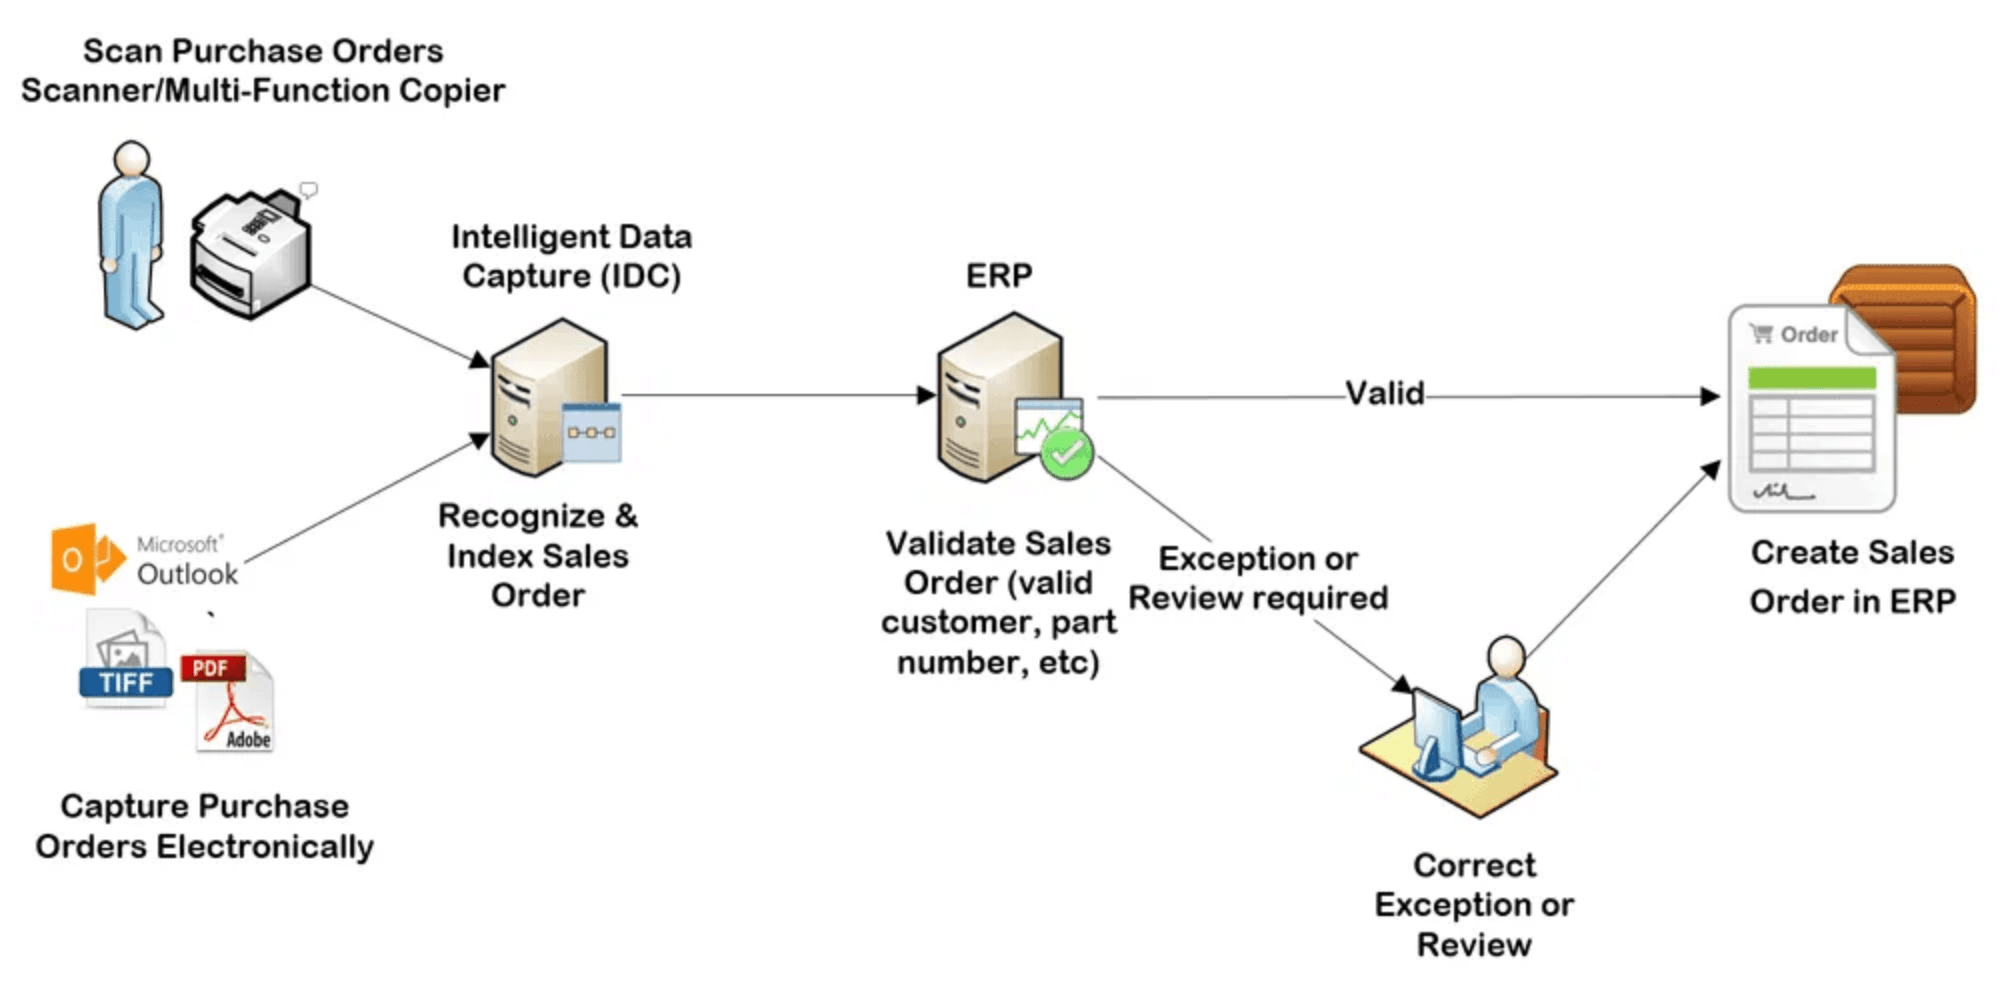 Scan Purchase Orders
Scanner/Multi-Function Copier
Intelligent Data
Capture (IDC)
Recognize &
Index Sales
Order
Microsoft®
Outlook
TIFF
PDF
Adobe
Capture Purchase
Orders Electronically
ERP
Validate Sales
Order (valid
customer, part
number, etc)
Valid
Exception or
Review required
Correct
Exception or
Review
Order
Create Sales
Order in ERP